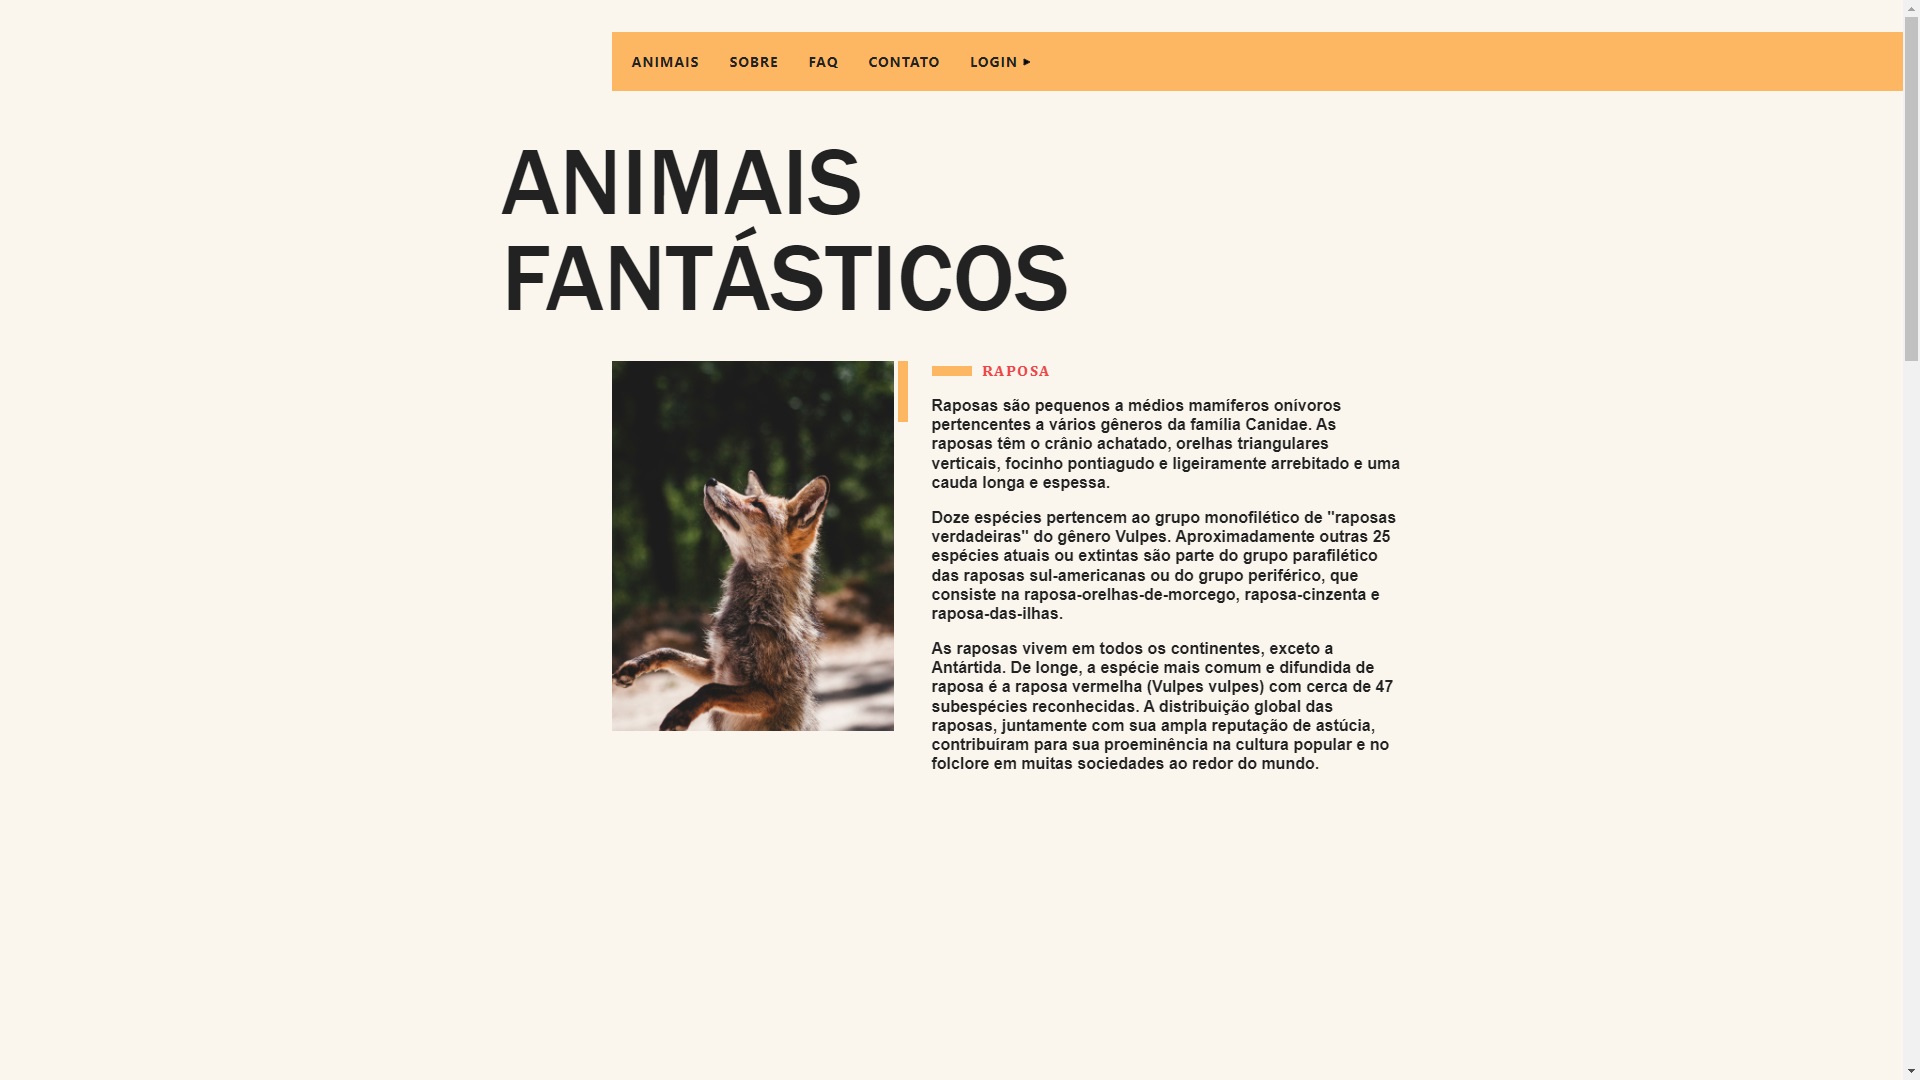 ANIMAIS SOBRE FAQ CONTATO LOGIN ▸
ANIMAIS
FANTÁSTICOS
RAPOSA
Raposas são pequenos a médios mamíferos onívoros
pertencentes a vários gêneros da família Canidae. As
raposas têm o crânio achatado, orelhas triangulares
verticais, focinho pontiagudo e ligeiramente arrebitado e uma
cauda longa e espessa.
Doze espécies pertencem ao grupo monofilético de "raposas
verdadeiras" do gênero Vulpes. Aproximadamente outras 25
espécies atuais ou extintas são parte do grupo parafilético
das raposas sul-americanas ou do grupo periférico, que
consiste na raposa-orelhas-de-morcego, raposa-cinzenta e
raposa-das-ilhas.
As raposas vivem em todos os continentes, exceto a
Antártida. De longe, a espécie mais comum e difundida de
raposa é a raposa vermelha (Vulpes vulpes) com cerca de 47
subespécies reconhecidas. A distribuição global das
raposas, juntamente com sua ampla reputação de astúcia,
contribuíram para sua proeminência na cultura popular e no
folclore em muitas sociedades ao redor do mundo.